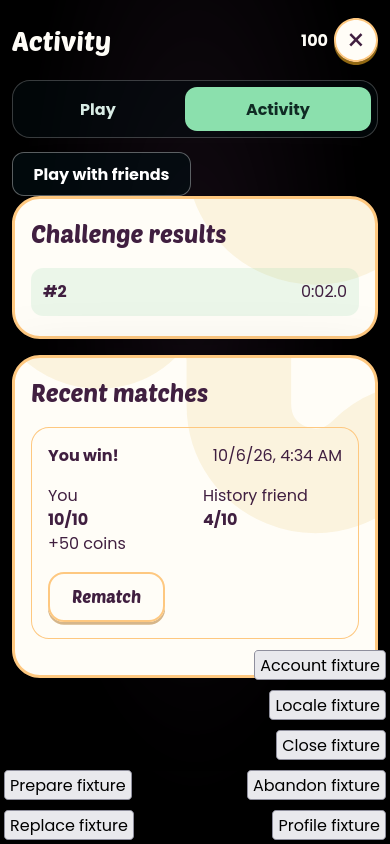 Activity
100 ×
Play
Activity
Play with friends
Challenge results
#2 0:02.0
Recent matches
You win! 10/6/26, 4:34 AM
You History friend
10/10 4/10
+50 coins
Rematch
Account fixture
Locale fixture
Close fixture
Prepare fixture Abandon fixture
Replace fixture Profile fixture